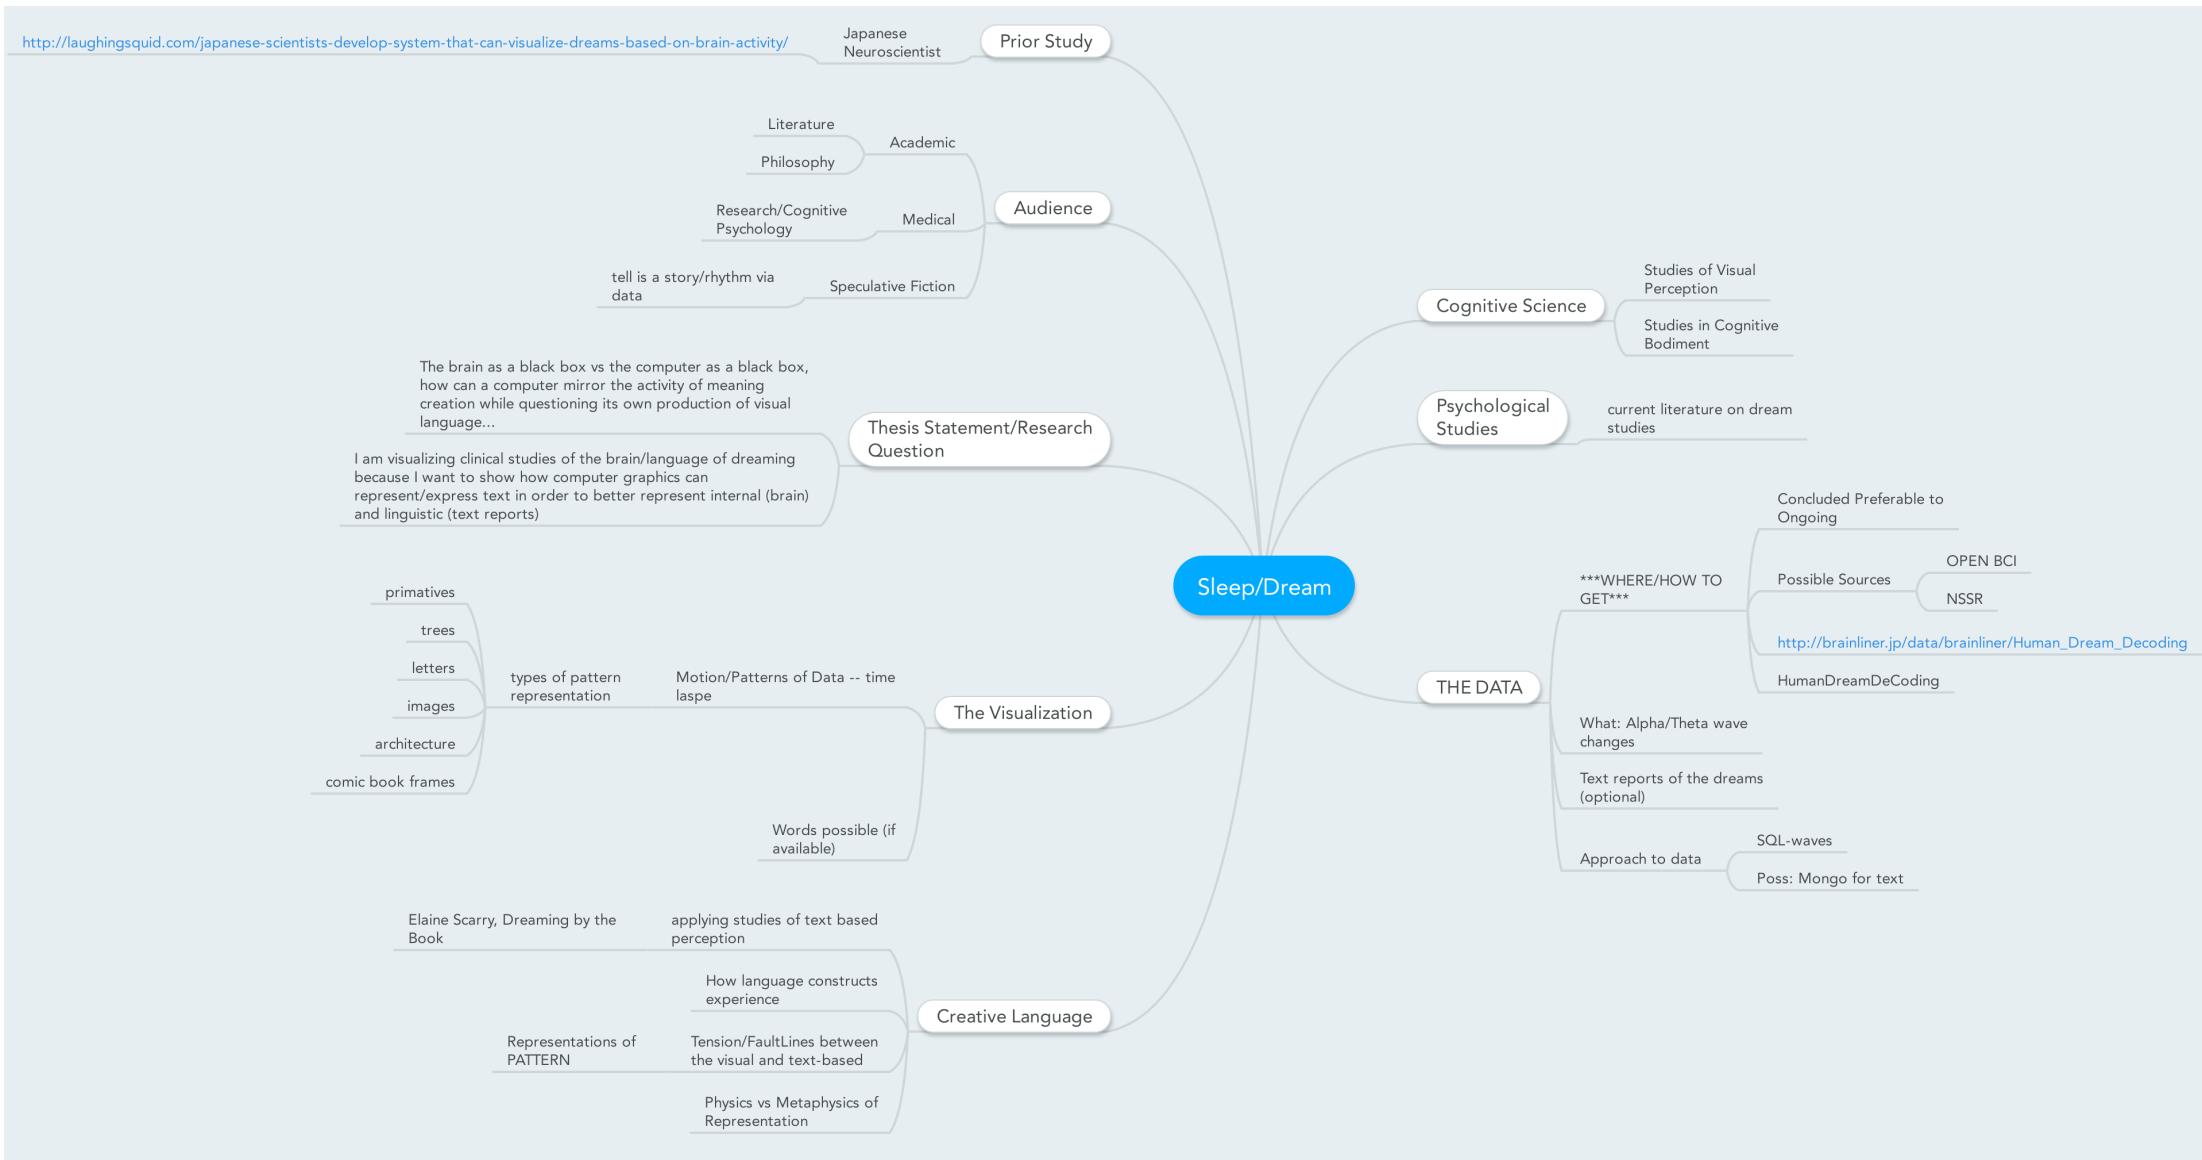 http://laughingsquid.com/japanese-scientists-develop-system-that-can-visualize-dreams-based-on-brain-activity/
Japanese
Neuroscientist
Prior Study
Literature
Philosophy
Academic
Research/Cognitive
Psychology
Medical
tell is a story/rhythm via
data
Speculative Fiction
Audience
The brain as a black box vs the computer as a black box,
how can a computer mirror the activity of meaning
creation while questioning its own production of visual
language...
I am visualizing clinical studies of the brain/language of dreaming
because I want to show how computer graphics can
represent/express text in order to better represent internal (brain)
and linguistic (text reports)
Thesis Statement/Research
Question
primatives
trees
letters
images
architecture
comic book frames
types of pattern
representation
Motion/Patterns of Data -- time
laspe
Words possible (if
available)
The Visualization
Elaine Scarry, Dreaming by the
Book
applying studies of text based
perception
How language constructs
experience
Representations of
PATTERN
Tension/FaultLines between
the visual and text-based
Physics vs Metaphysics of
Representation
Creative Language
Sleep/Dream
Cognitive Science
Studies of Visual
Perception
Studies in Cognitive
Bodiment
Psychological
Studies
current literature on dream
studies
THE DATA
***WHERE/HOW TO
GET***
Concluded Preferable to
Ongoing
Possible Sources
OPEN BCI
NSSR
http://brainliner.jp/data/brainliner/Human_Dream_Decoding
HumanDreamDeCoding
What: Alpha/Theta wave
changes
Text reports of the dreams
(optional)
Approach to data
SQL-waves
Poss: Mongo for text